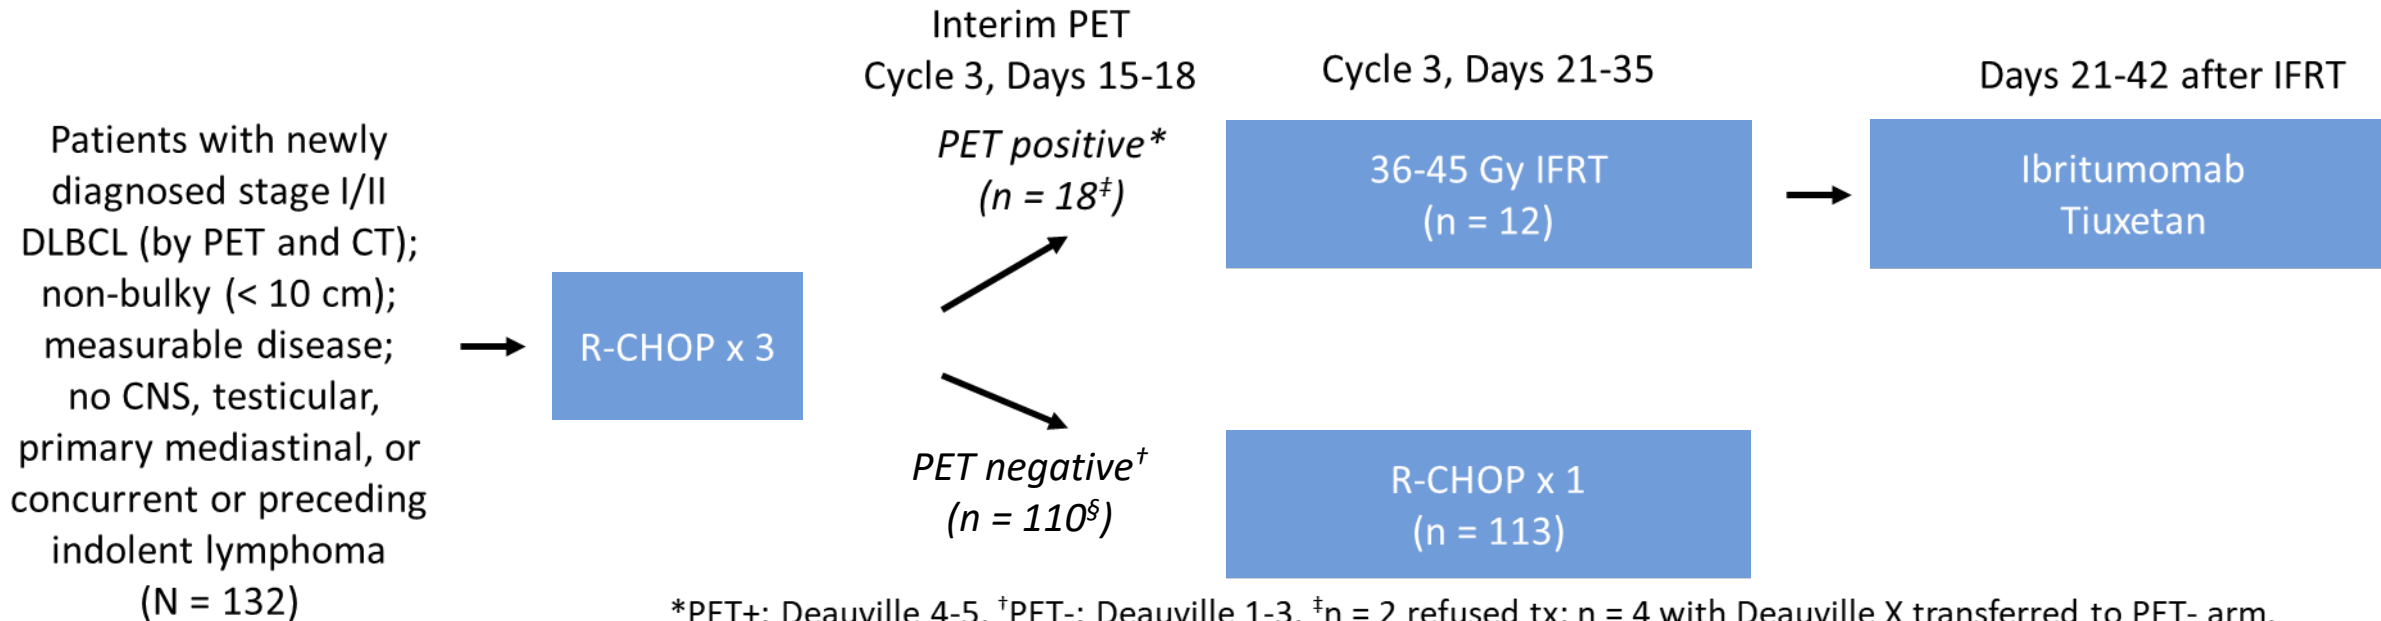 Patients with newly
diagnosed stage I/II
DLBCL (by PET and CT);
non-bulky (< 10 cm);
measurable disease;
no CNS, testicular,
primary mediastinal, or
concurrent or preceding
indolent lymphoma
(N = 132)
R-CHOP x 3
Interim PET
Cycle 3, Days 15-18
PET positive*
(n = 18‡)
PET negative†
(n = 110§)
Cycle 3, Days 21-35
36-45 Gy IFRT
(n = 12)
R-CHOP x 1
(n = 113)
Days 21-42 after IFRT
Ibritumomab
Tiuxetan
*PET+: Deauville 4-5. †PET-: Deauville 1-3. ‡n = 2 refused tx; n = 4 with Deauville X transferred to PET- arm.